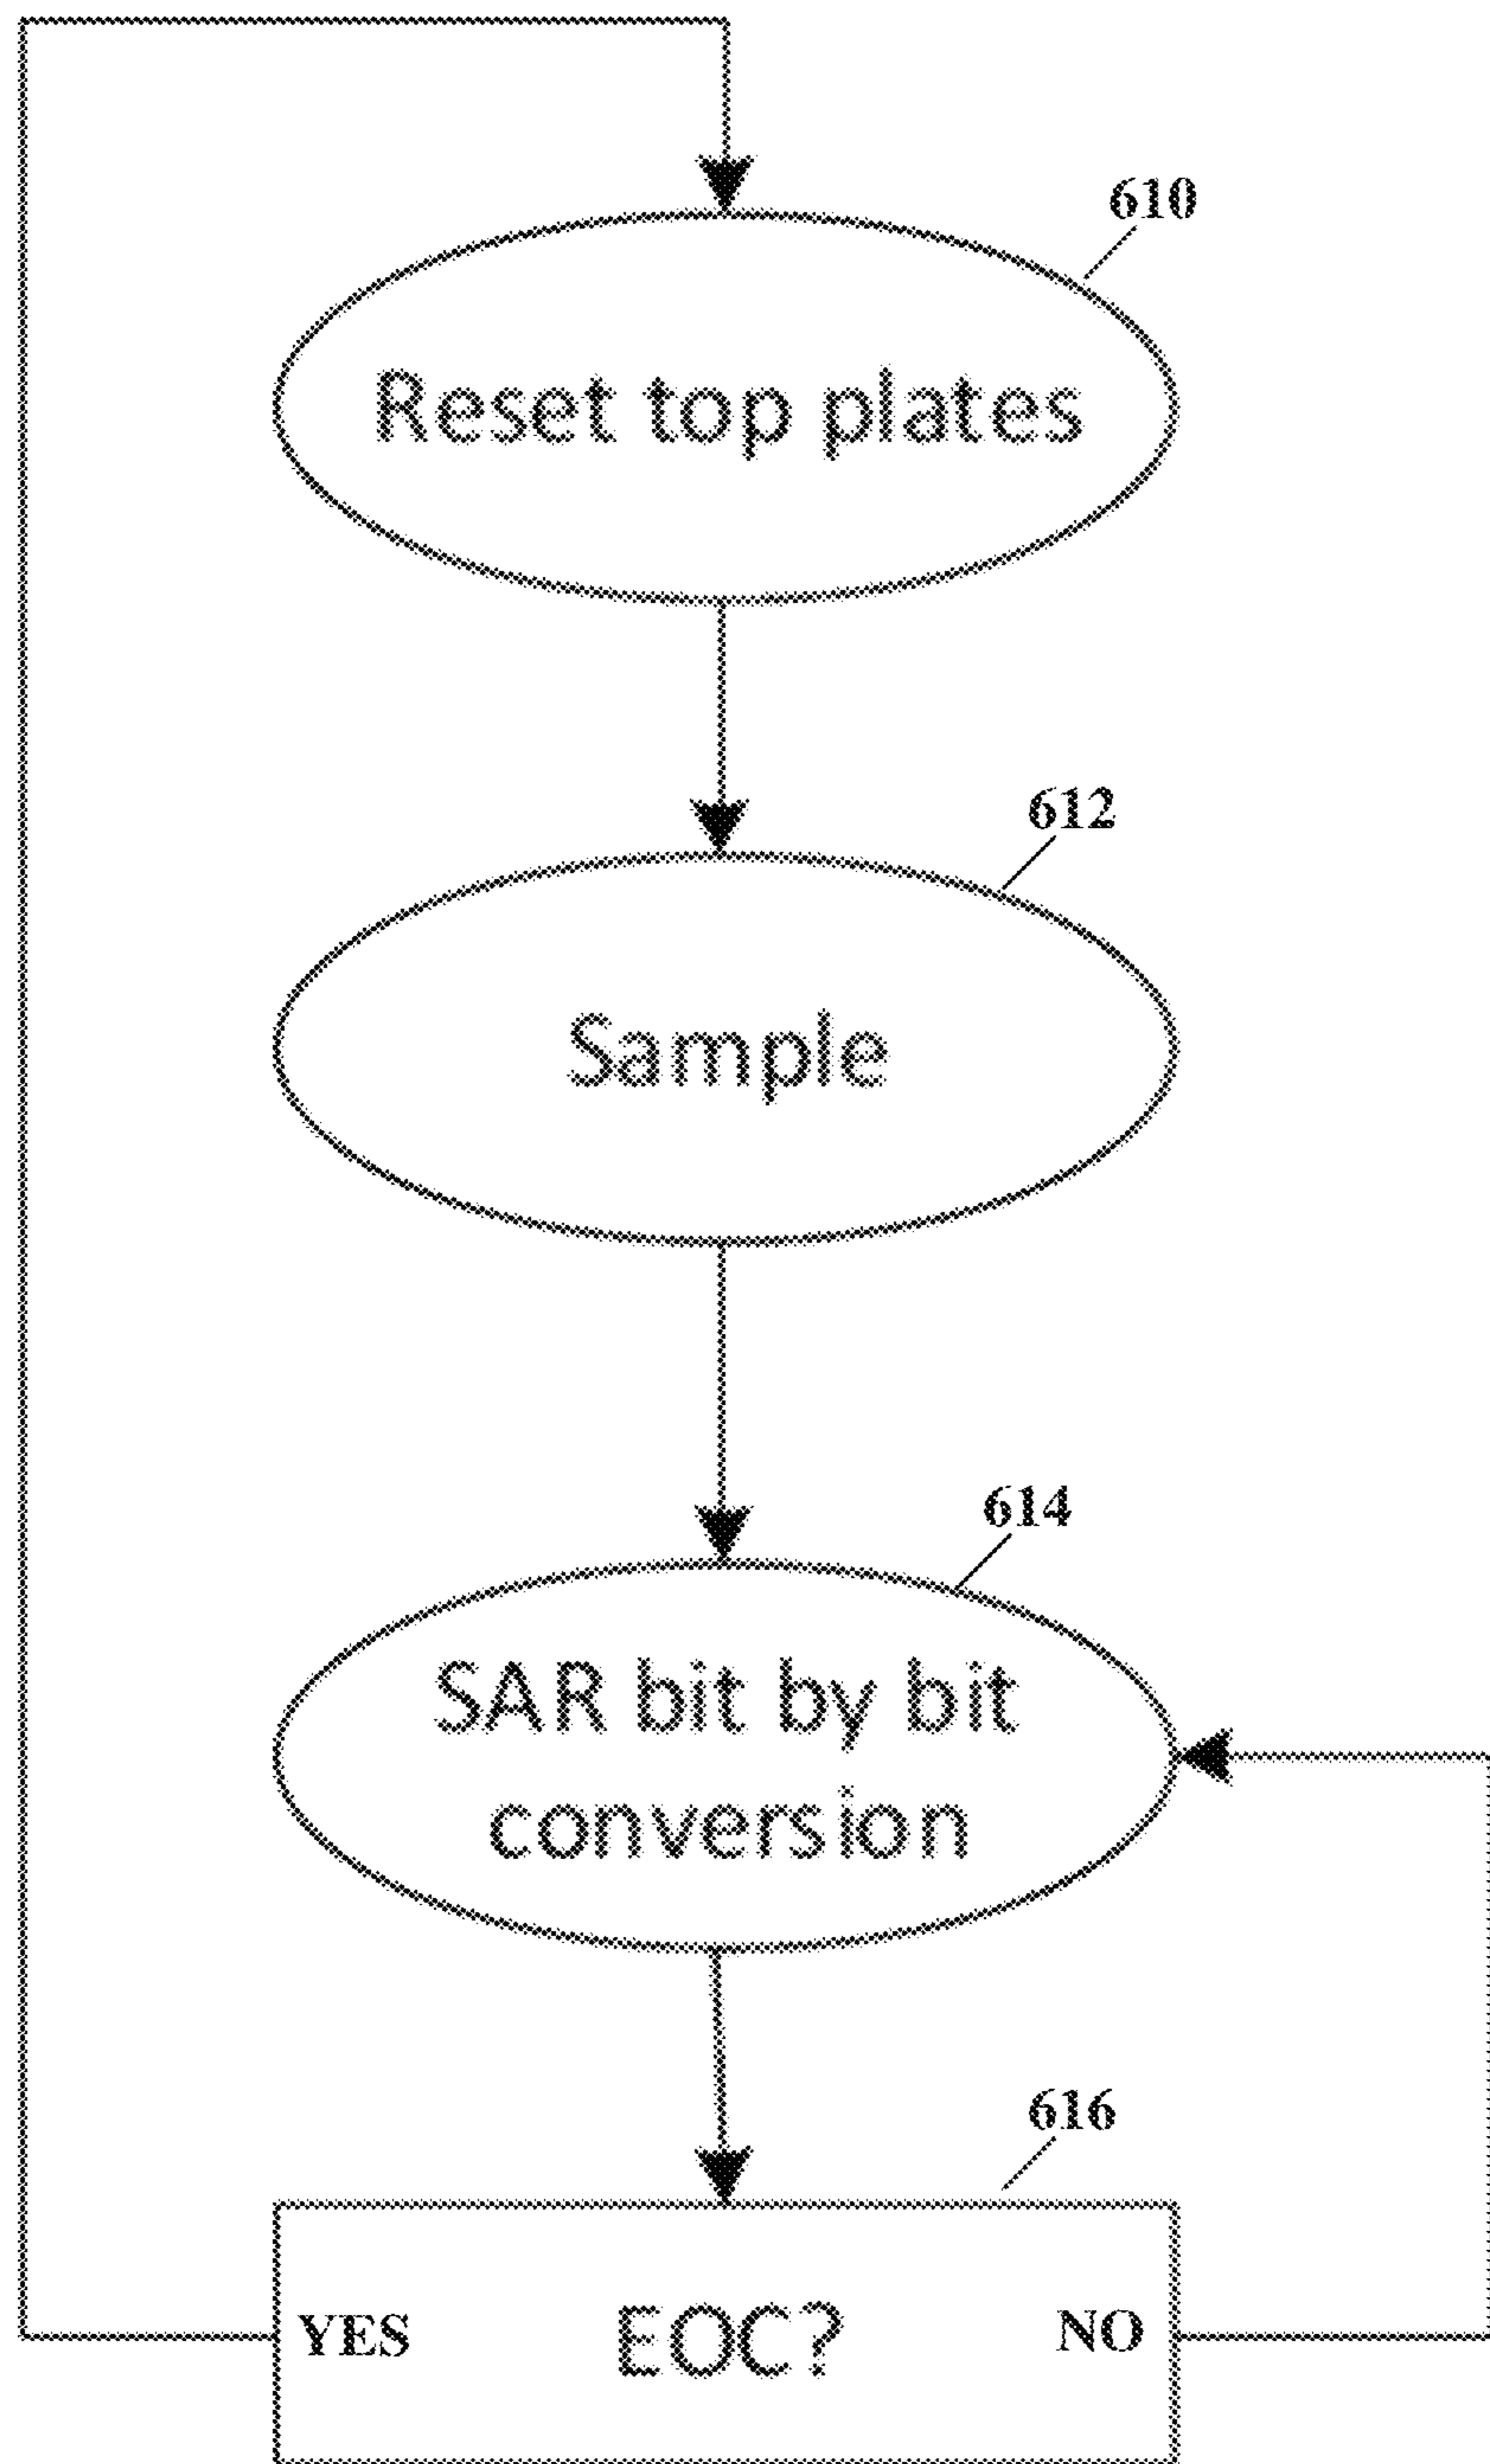 610
Reset top plates
612
Sample
614
SAR bit by bit
conversion
616
YES
EOC?
NO